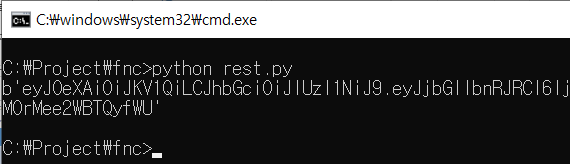 C:₩windows₩system32₩cmd.exe
C:₩Project₩fnc>python rest.py
b'eyJ0eXAiOiJKV1QiLCJhbGciOiJIUzI1NiJ9.eyJjbGllbnRJRCI6Ij
MOrMee2WBTQyfWU'
C:₩Project₩fnc>